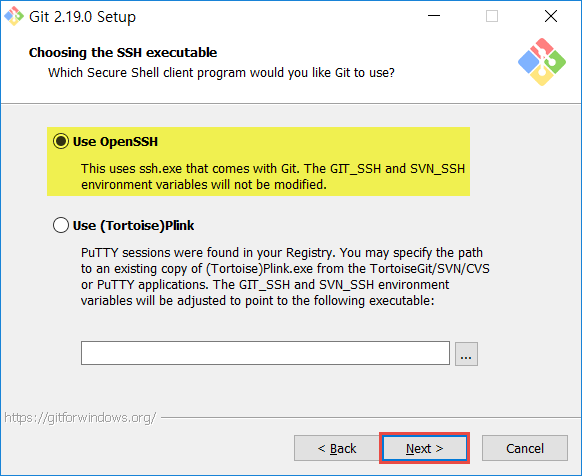 Git 2.19.0 Setup
Choosing the SSH executable
Which Secure Shell client program would you like Git to use?
Use OpenSSH
This uses ssh.exe that comes with Git. The GIT_SSH and SVN_SSH
environment variables will not be modified.
Use (Tortoise)Plink
PuTTY sessions were found in your Registry. You may specify the path
to an existing copy of (Tortoise)Plink.exe from the TortoiseGit/SVN/CVS
or PuTTY applications. The GIT_SSH and SVN_SSH environment
variables will be adjusted to point to the following executable:
...
https://gitforwindows.org/
< Back Next > Cancel